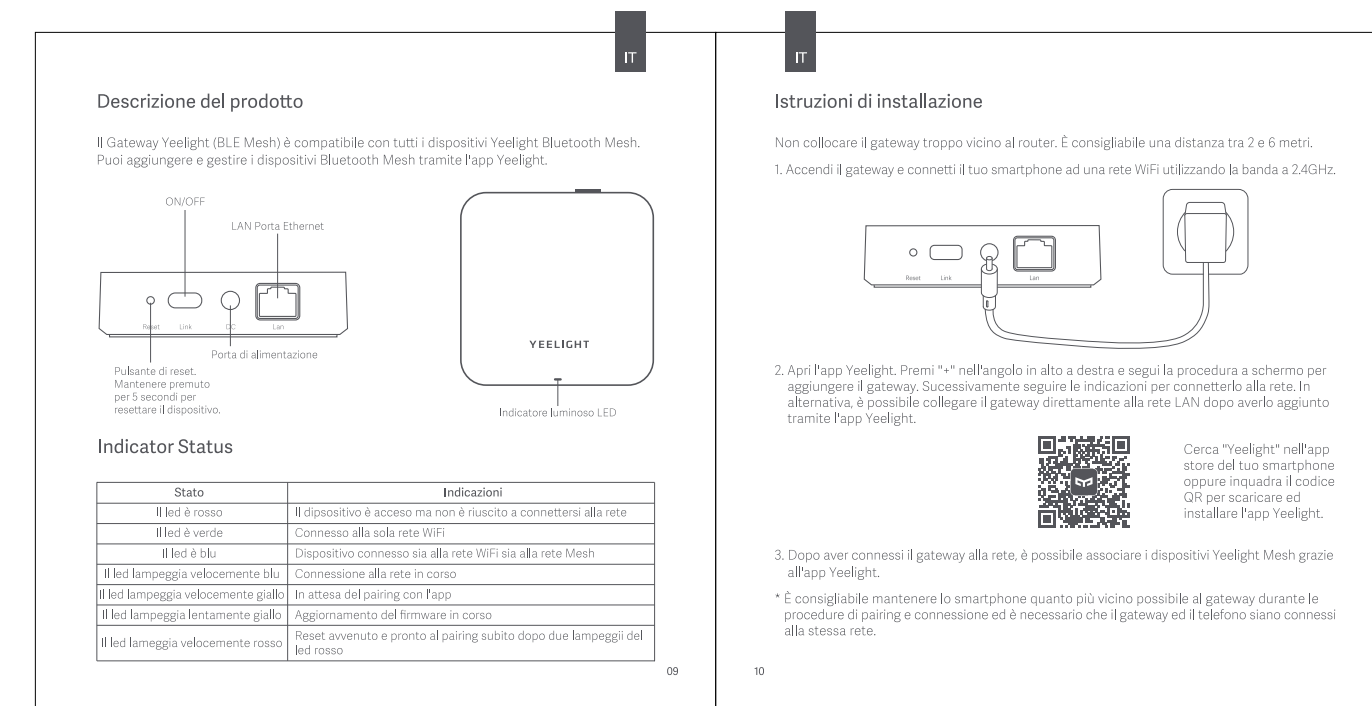 IT
Descrizione del prodotto
Il Gateway Yeelight (BLE Mesh) è compatibile con tutti i dispositivi Yeelight Bluetooth Mesh.
Puoi aggiungere e gestire i dispositivi Bluetooth Mesh tramite l'app Yeelight.
ON/OFF
LAN Porta Ethernet
Reset Link DC Lan
Porta di alimentazione
Pulsante di reset.
Mantenere premuto
per 5 secondi per
resettare il dispositivo.
YEELIGHT
Indicatore luminoso LED
Indicator Status
Stato Indicazioni
Il led è rosso Il dipsositivo è acceso ma non è riuscito a connettersi alla rete
Il led è verde Connesso alla sola rete WiFi
Il led è blu Dispositivo connesso sia alla rete WiFi sia alla rete Mesh
Il led lampeggia velocemente blu Connessione alla rete in corso
Il led lampeggia velocemente giallo In attesa del pairing con l'app
Il led lampeggia lentamente giallo Aggiornamento del firmware in corso
Il led lameggia velocemente rosso Reset avvenuto e pronto al pairing subito dopo due lampeggii del
led rosso
09
IT
Istruzioni di installazione
Non collocare il gateway troppo vicino al router. È consigliabile una distanza tra 2 e 6 metri.
1. Accendi il gateway e connetti il tuo smartphone ad una rete WiFi utilizzando la banda a 2.4GHz.
Reset Link Lan
2. Apri l'app Yeelight. Premi "+" nell'angolo in alto a destra e segui la procedura a schermo per
aggiungere il gateway. Sucessivamente seguire le indicazioni per connetterlo alla rete. In
alternativa, è possibile collegare il gateway direttamente alla rete LAN dopo averlo aggiunto
tramite l'app Yeelight.
Cerca "Yeelight" nell'app
store del tuo smartphone
oppure inquadra il codice
QR per scaricare ed
installare l'app Yeelight.
3. Dopo aver connessi il gateway alla rete, è possibile associare i dispositivi Yeelight Mesh grazie
all'app Yeelight.
* È consigliabile mantenere lo smartphone quanto più vicino possibile al gateway durante le
procedure di pairing e connessione ed è necessario che il gateway ed il telefono siano connessi
alla stessa rete.
10